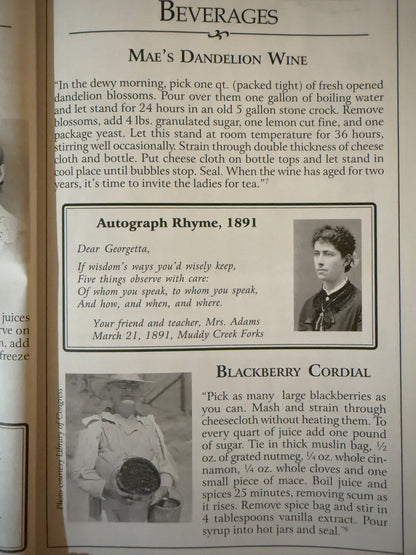 BEVERAGES
MAE'S DANDELION WINE
"In the dewy morning, pick one qt. (packed tight) of fresh opened
dandelion blossoms. Pour over them one gallon of boiling water
and let stand for 24 hours in an old 5 gallon stone crock. Remove
blossoms, add 4 lbs. granulated sugar, one lemon cut fine, and one
package yeast. Let this stand at room temperature for 36 hours,
stirring well occasionally. Strain through double thickness of cheese
cloth and bottle. Put cheese cloth on bottle tops and let stand in
cool place until bubbles stop. Seal. When the wine has aged for two
years, it's time to invite the ladies for tea."7
Autograph Rhyme, 1891
Dear Georgetta,
If wisdom's ways you'd wisely keep,
Five things observe with care:
Of whom you speak, to whom you speak,
And how, and when, and where.
Your friend and teacher, Mrs. Adams
March 21, 1891, Muddy Creek Forks
juices
rve on
n, add
freeze
BLACKBERRY CORDIAL
"Pick as many large blackberries as
you can. Mash and strain through
cheesecloth without heating them. To
every quart of juice add one pound
of sugar. Tie in thick muslin bag, ½
oz. of grated nutmeg, ¼ oz. whole cin-
namon, ¼ oz. whole cloves and one
small piece of mace. Boil juice and
spices 25 minutes, removing scum as
it rises. Remove spice bag and stir in
4 tablespoons vanilla extract. Pour
syrup into hot jars and seal."9
Photo courtesy Library of Congress